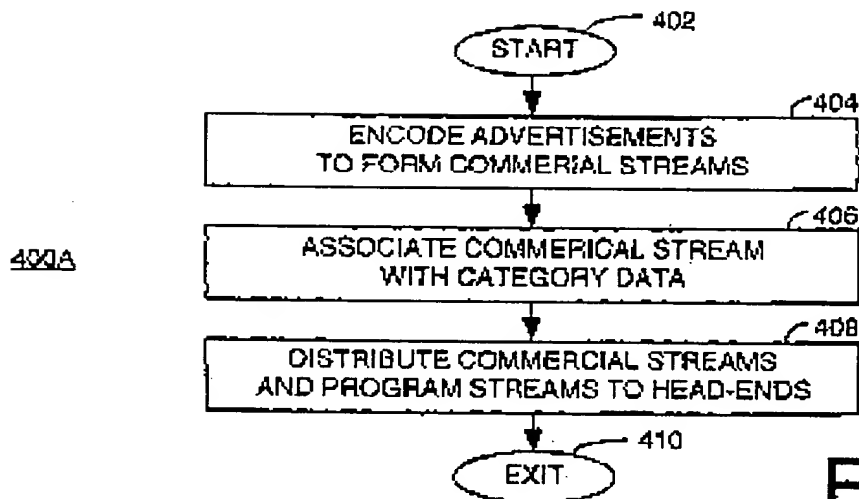 402
START
404
ENCODE ADVERTISEMENTS
TO FORM COMMERIAL STREAMS
406
400A
ASSOCIATE COMMERICAL STREAM
WITH CATEGORY DATA
408
DISTRIBUTE COMMERCIAL STREAMS
AND PROGRAM STREAMS TO HEAD-ENDS
410
EXIT